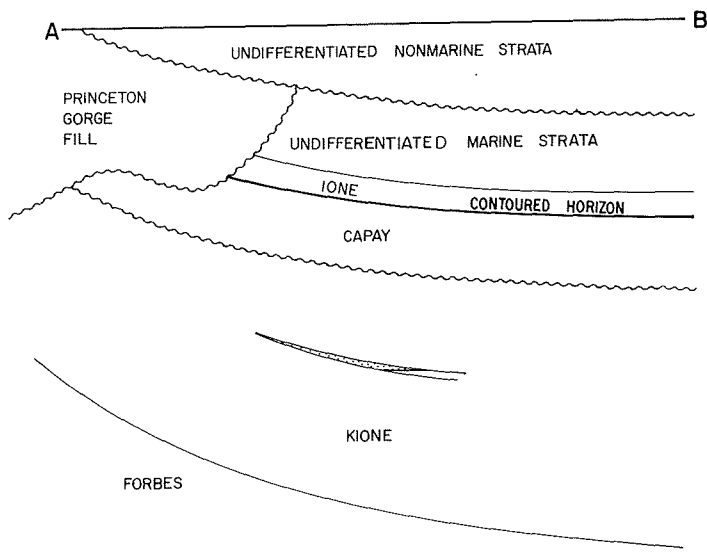 A
B
UNDIFFERENTIATED NONMARINE STRATA
PRINCETON
GORGE
FILL
UNDIFFERENTIATED MARINE STRATA
IONE
CONTOURED HORIZON
CAPAY
KIONE
FORBES